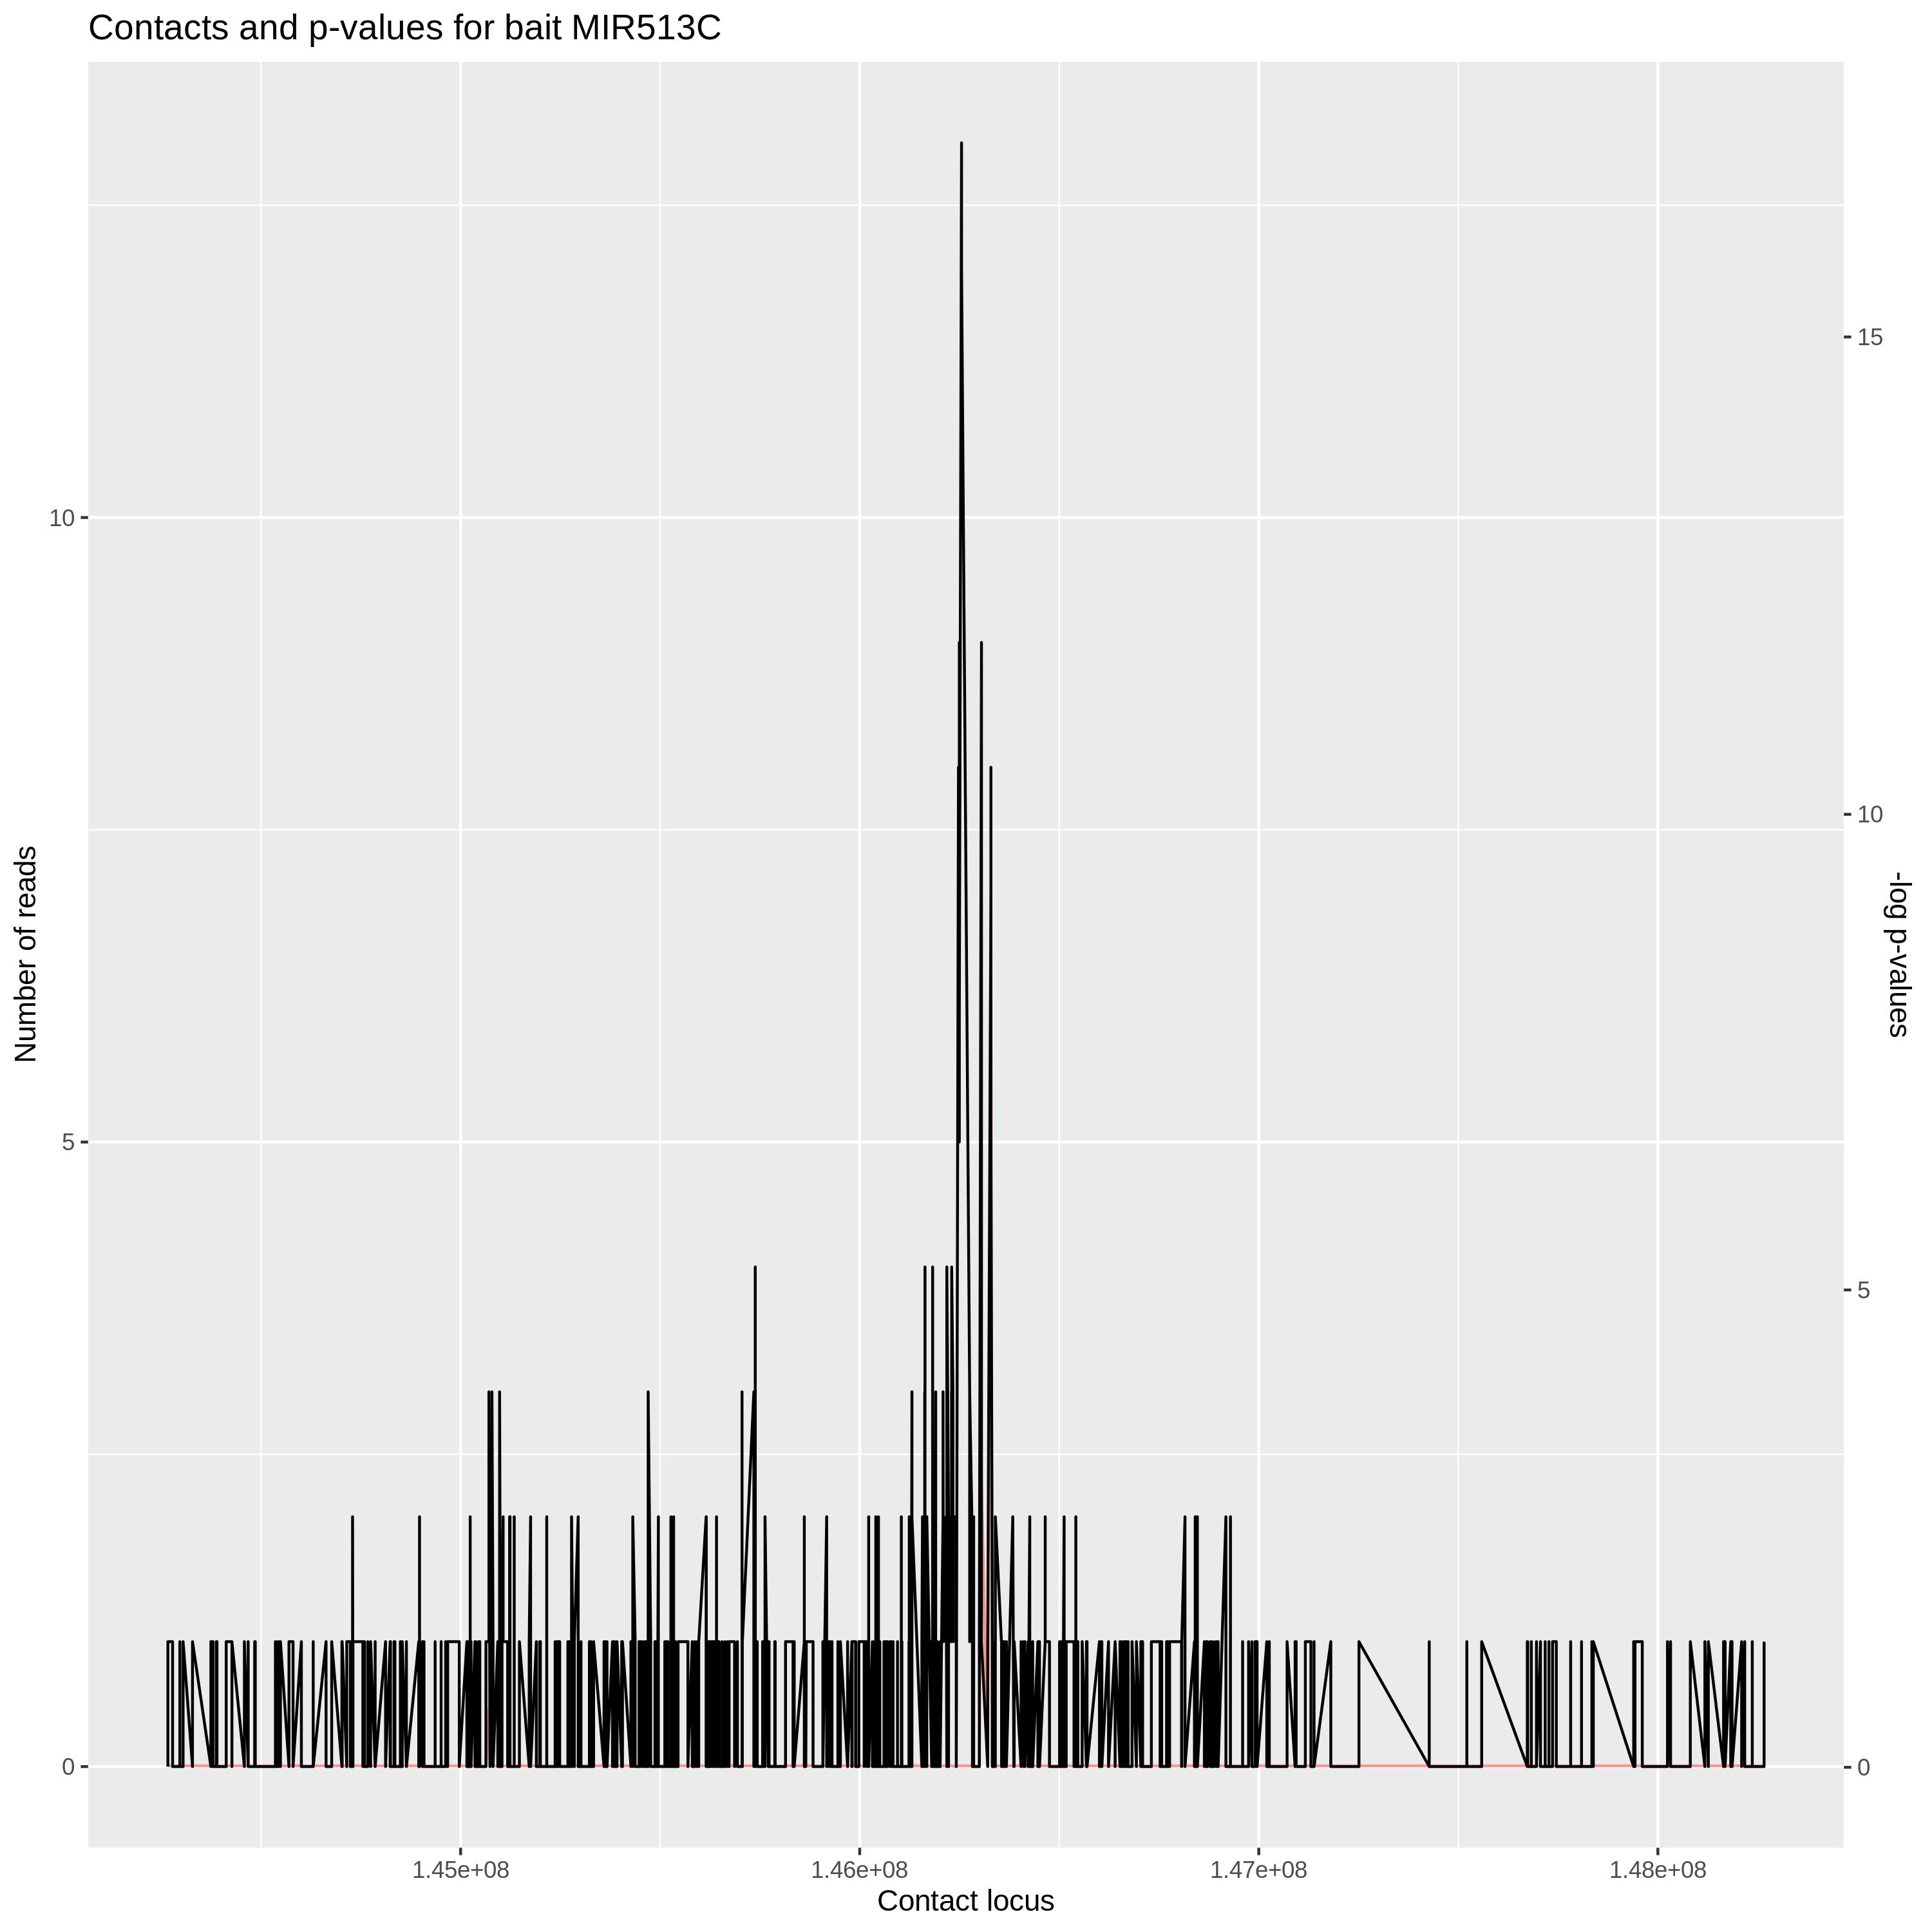 Contacts and p-values for bait MIR513C
Number of reads
10
5
0
15
10
5
0
-log p-values
1.45e+08
1.46e+08
1.47e+08
1.48e+08
Contact locus